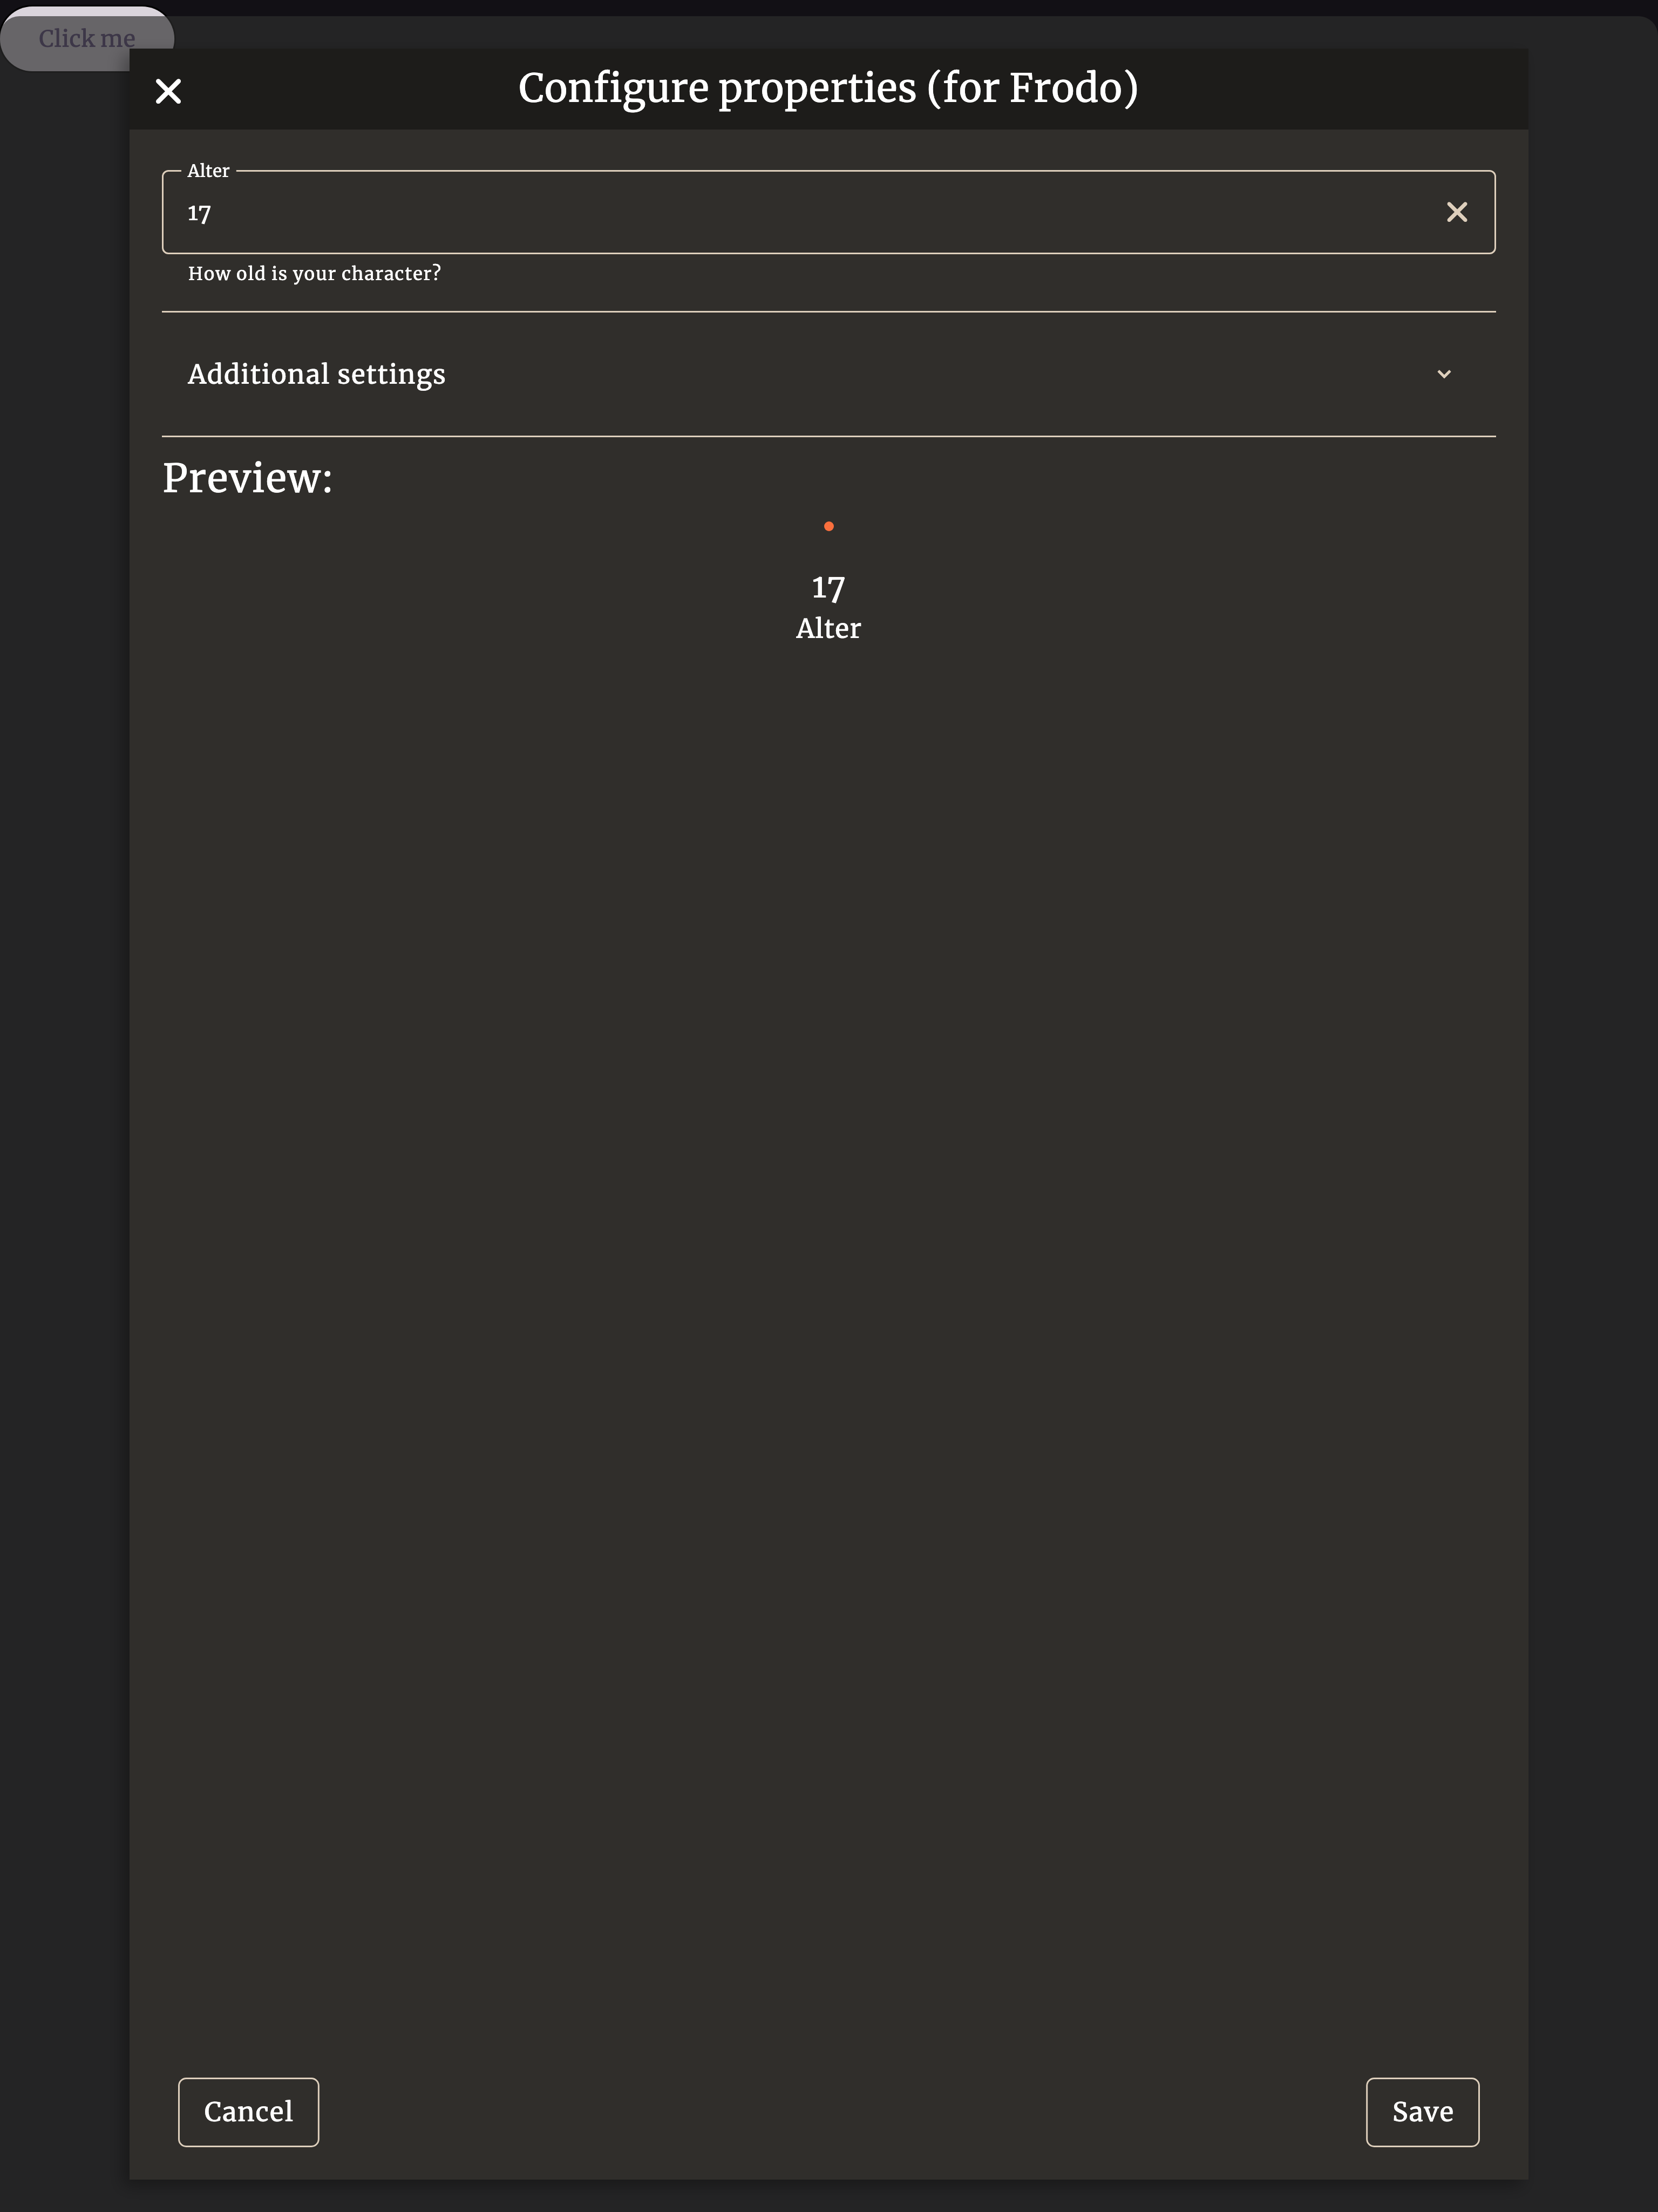 Click me
Configure properties (for Frodo)
Alter
17
How old is your character?
Additional settings
Preview:
17
Alter
Cancel
Save